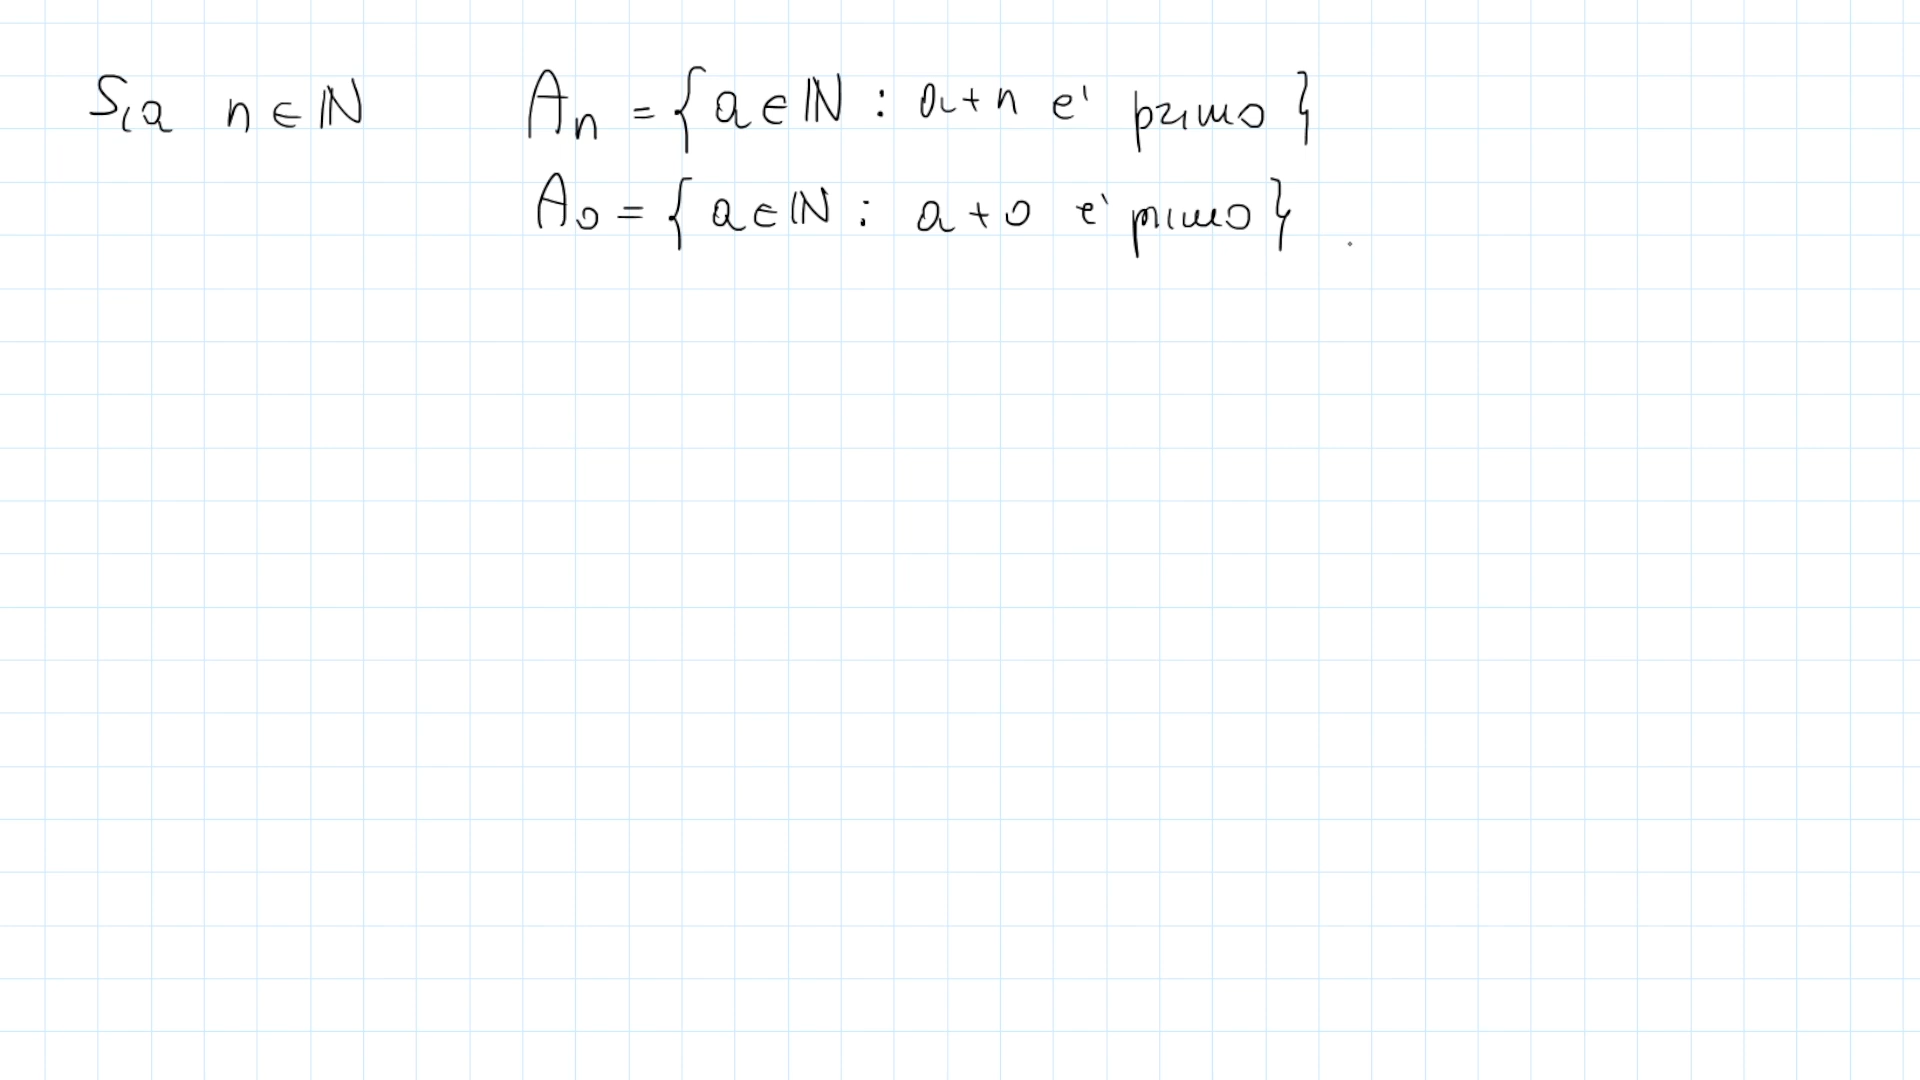 Sia n ∈ ℕ Aₙ = { a ∈ ℕ : a + n e' primo }
A₀ = { a ∈ ℕ : a + 0 e' primo }